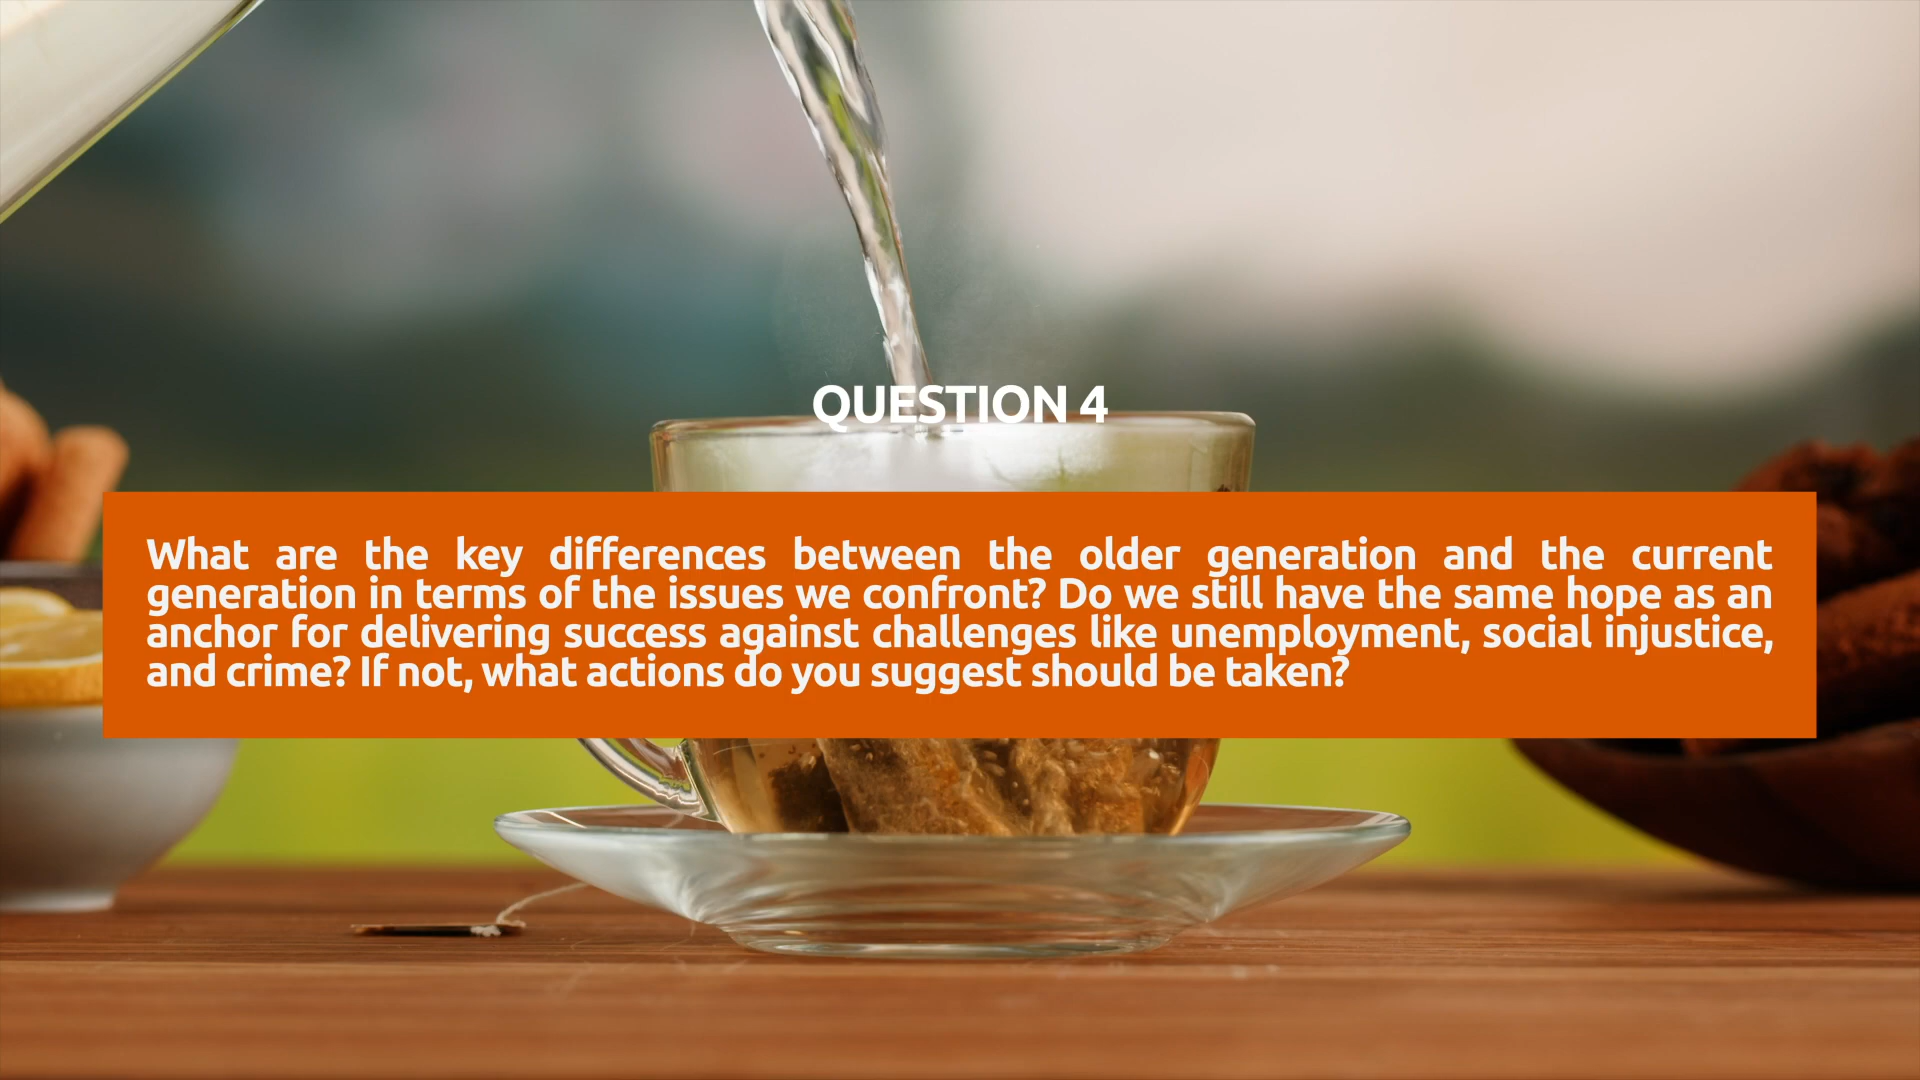 QUESTION 4
What are the key differences between the older generation and the current
generation in terms of the issues we confront? Do we still have the same hope as an
anchor for delivering success against challenges like unemployment, social injustice,
and crime? If not, what actions do you suggest should be taken?